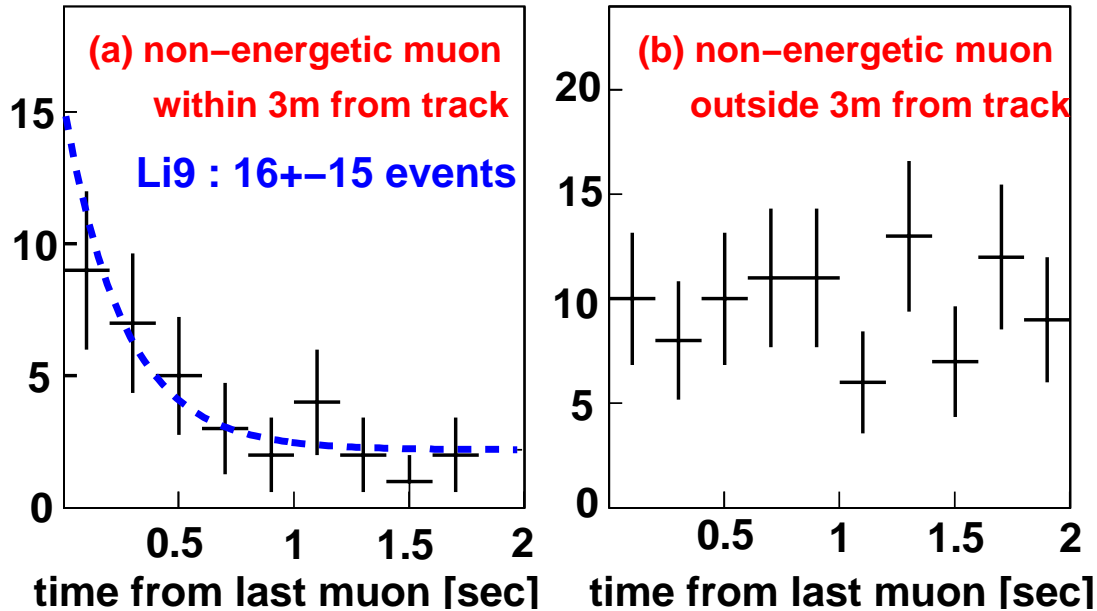 (a) non−energetic muon
within 3m from track
Li9 : 16+−15 events
15
10
5
0
0.5
1
1.5
2
time from last muon [sec]
(b) non−energetic muon
outside 3m from track
20
15
10
5
0
0.5
1
1.5
2
time from last muon [sec]